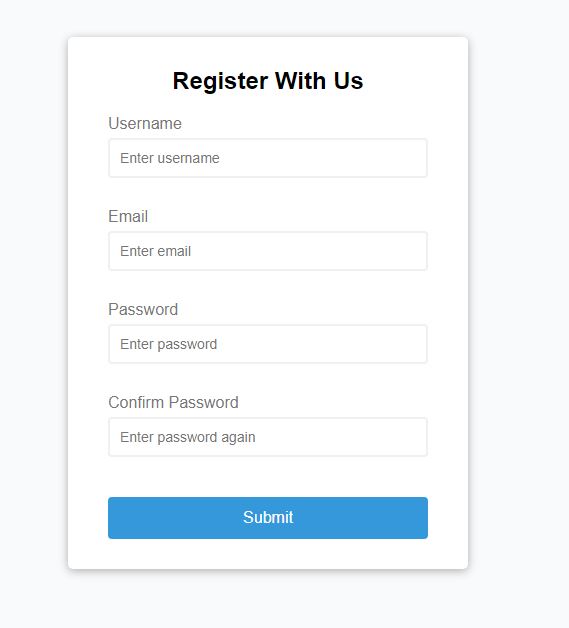 Register With Us
Username
Enter username
Email
Enter email
Password
Enter password
Confirm Password
Enter password again
Submit